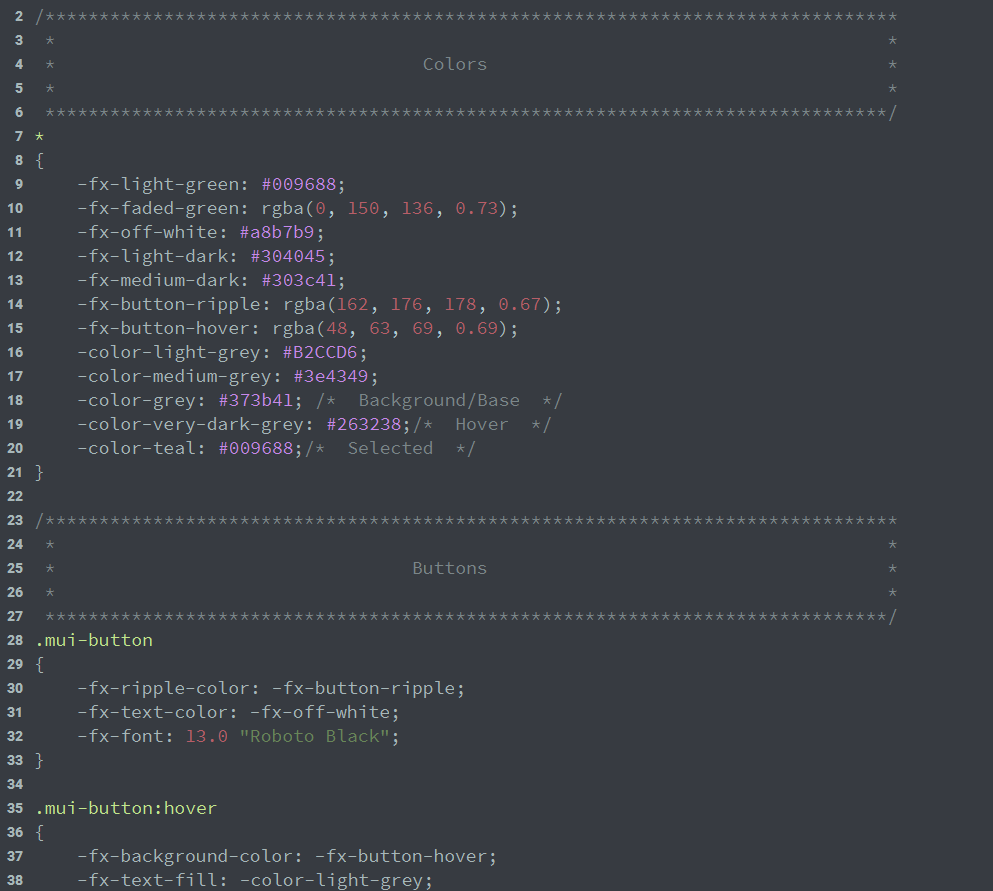 2 /*******************************************************************************
3  *                                                                             *
4  *                                  Colors                                     *
5  *                                                                             *
6  ******************************************************************************/
7 *
8 {
9     -fx-light-green: #009688;
10     -fx-faded-green: rgba(0, 150, 136, 0.73);
11     -fx-off-white: #a8b7b9;
12     -fx-light-dark: #304045;
13     -fx-medium-dark: #303c41;
14     -fx-button-ripple: rgba(162, 176, 178, 0.67);
15     -fx-button-hover: rgba(48, 63, 69, 0.69);
16     -color-light-grey: #B2CCD6;
17     -color-medium-grey: #3e4349;
18     -color-grey: #373b41; /*  Background/Base  */
19     -color-very-dark-grey: #263238;/*  Hover  */
20     -color-teal: #009688;/*  Selected  */
21 }
22
23 /*******************************************************************************
24  *                                                                             *
25  *                                 Buttons                                     *
26  *                                                                             *
27  ******************************************************************************/
28 .mui-button
29 {
30     -fx-ripple-color: -fx-button-ripple;
31     -fx-text-color: -fx-off-white;
32     -fx-font: 13.0 "Roboto Black";
33 }
34
35 .mui-button:hover
36 {
37     -fx-background-color: -fx-button-hover;
38     -fx-text-fill: -color-light-grey;